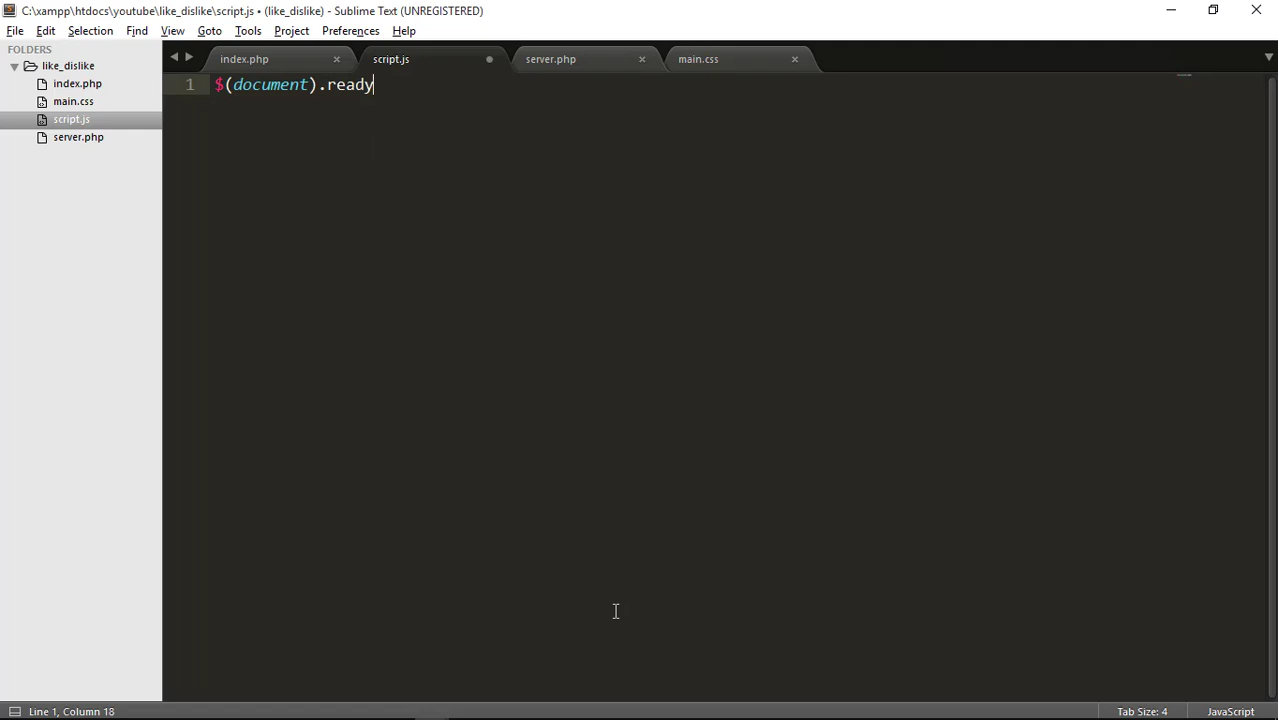 C:\xampp\htdocs\youtube\like_dislike\script.js • (like_dislike) - Sublime Text (UNREGISTERED)
File Edit Selection Find View Goto Tools Project Preferences Help
FOLDERS
like_dislike
index.php
main.css
script.js
server.php
index.php script.js server.php main.css
1 $(document).ready
Line 1, Column 18 Tab Size: 4 JavaScript